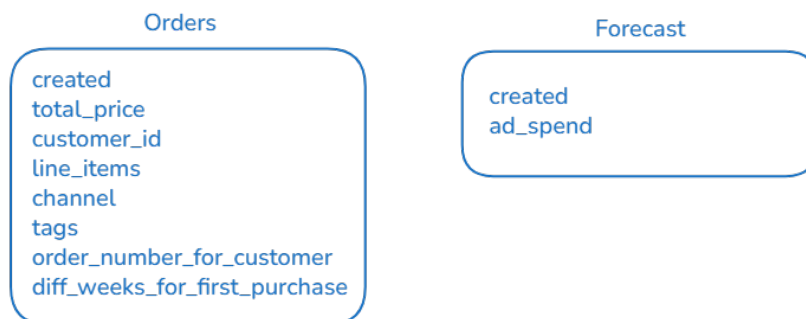 Orders
created
total_price
customer_id
line_items
channel
tags
order_number_for_customer
diff_weeks_for_first_purchase
Forecast
created
ad_spend